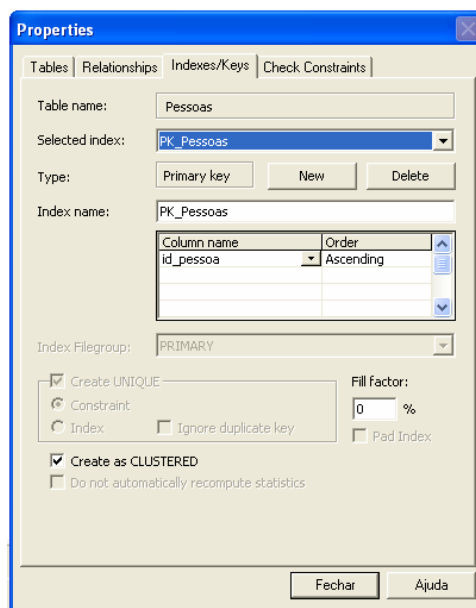 Properties
Tables Relationships Indexes/Keys Check Constraints
Table name: Pessoas
Selected index: PK_Pessoas
Type: Primary key New Delete
Index name: PK_Pessoas
Column name Order
id_pessoa Ascending
Index Filegroup: PRIMARY
Create UNIQUE Fill factor:
Constraint 0 %
Index Ignore duplicate key Pad Index
Create as CLUSTERED
Do not automatically recompute statistics
Fechar Ajuda